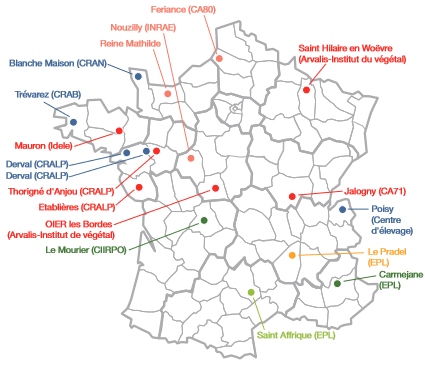 Feriance (CA80)
Nouzilly (INRAE)
Reine Mathilde
Saint Hilaire en Woëvre
(Arvalis-Institut du végétal)
Blanche Maison (CRAN)
Trévarez (CRAB)
Mauron (Idele)
Derval (CRALP)
Derval (CRALP)
Thorigné d'Anjou (CRALP)
Etablières (CRALP)
OIER les Bordes
(Arvalis-Institut de végétal)
Le Mourier (CIIRPO)
Jalogny (CA71)
Poisy
(Centre
d'élevage)
Le Pradel
(EPL)
Carmejane
(EPL)
Saint Affrique (EPL)